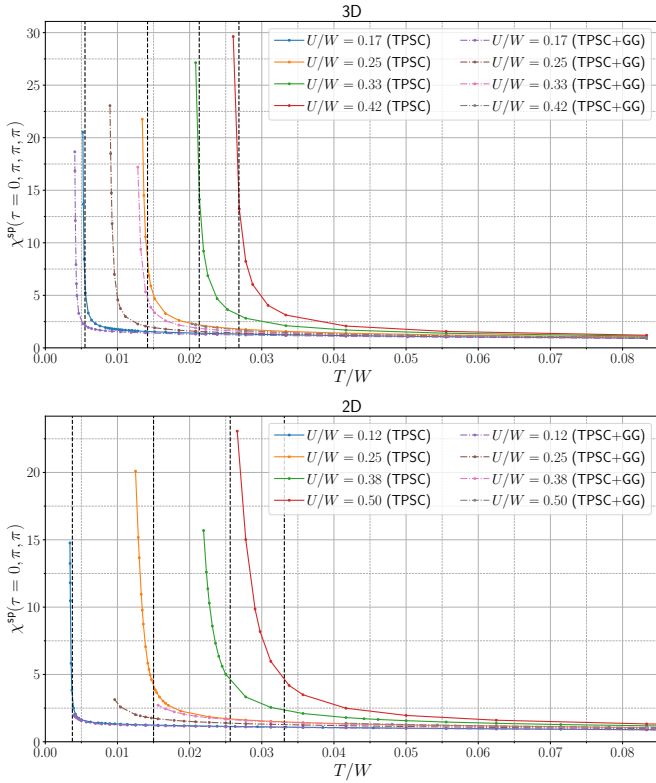 3D
30
25
20
15
10
5
0
χ^sp(τ = 0, π, π, π)
U/W = 0.17 (TPSC)
U/W = 0.25 (TPSC)
U/W = 0.33 (TPSC)
U/W = 0.42 (TPSC)
U/W = 0.17 (TPSC+GG)
U/W = 0.25 (TPSC+GG)
U/W = 0.33 (TPSC+GG)
U/W = 0.42 (TPSC+GG)
0.00 0.01 0.02 0.03 0.04 0.05 0.06 0.07 0.08
T/W
2D
20
15
10
5
0
χ^sp(τ = 0, π, π)
U/W = 0.12 (TPSC)
U/W = 0.25 (TPSC)
U/W = 0.38 (TPSC)
U/W = 0.50 (TPSC)
U/W = 0.12 (TPSC+GG)
U/W = 0.25 (TPSC+GG)
U/W = 0.38 (TPSC+GG)
U/W = 0.50 (TPSC+GG)
0.00 0.01 0.02 0.03 0.04 0.05 0.06 0.07 0.08
T/W